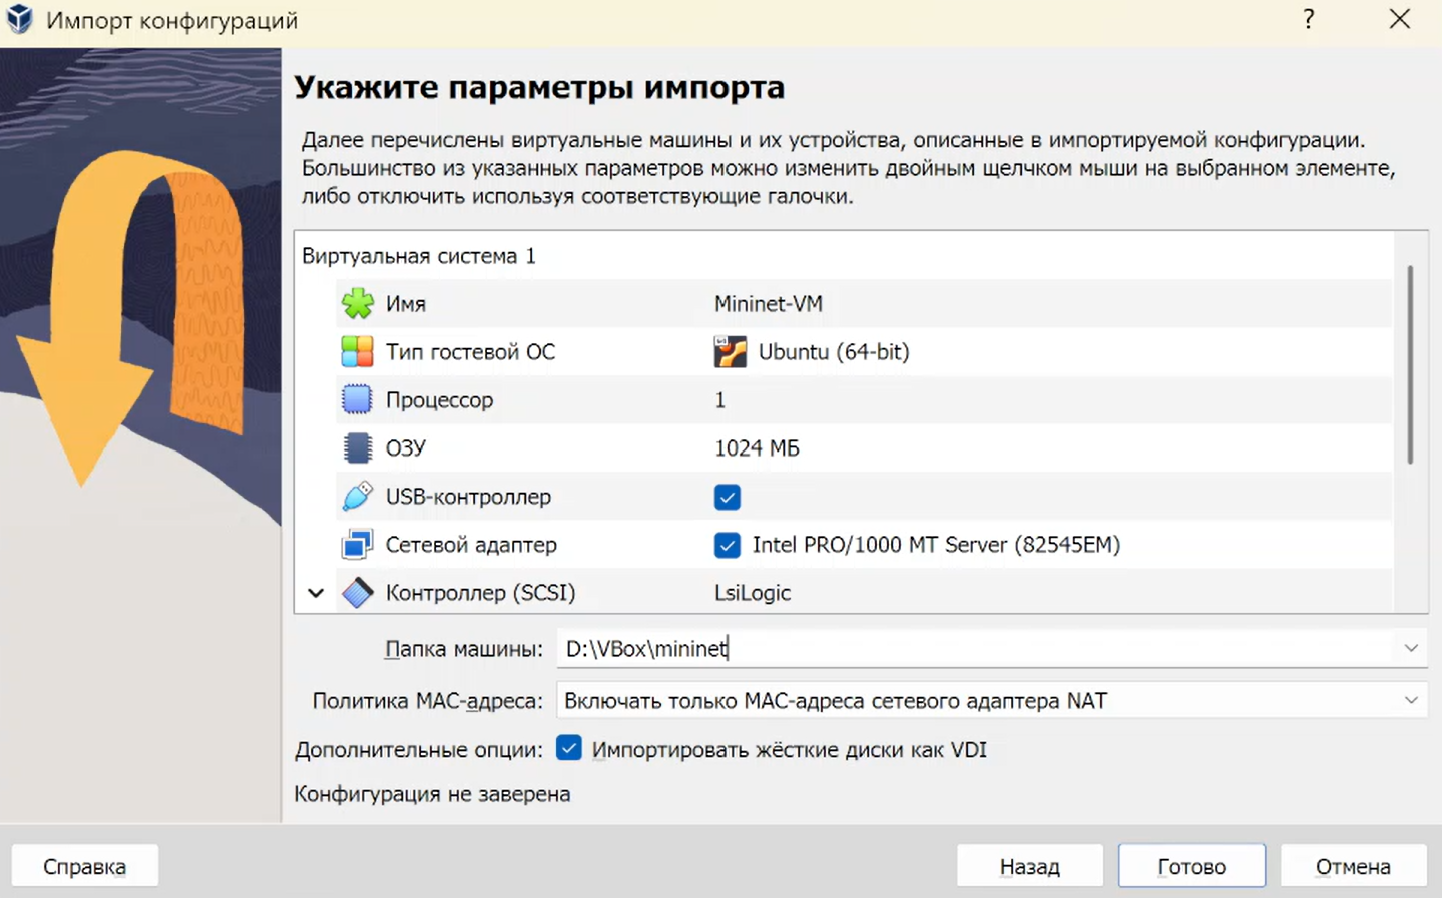 Импорт конфигураций
?
Укажите параметры импорта
Далее перечислены виртуальные машины и их устройства, описанные в импортируемой конфигурации.
Большинство из указанных параметров можно изменить двойным щелчком мыши на выбранном элементе,
либо отключить используя соответствующие галочки.
Виртуальная система 1
Имя Mininet-VM
Тип гостевой ОС Ubuntu (64-bit)
Процессор 1
ОЗУ 1024 МБ
USB-контроллер
Сетевой адаптер Intel PRO/1000 MT Server (82545EM)
Контроллер (SCSI) LsiLogic
Папка машины: D:\VBox\mininet
Политика MAC-адреса: Включать только MAC-адреса сетевого адаптера NAT
Дополнительные опции: Импортировать жёсткие диски как VDI
Конфигурация не заверена
Справка Назад Готово Отмена